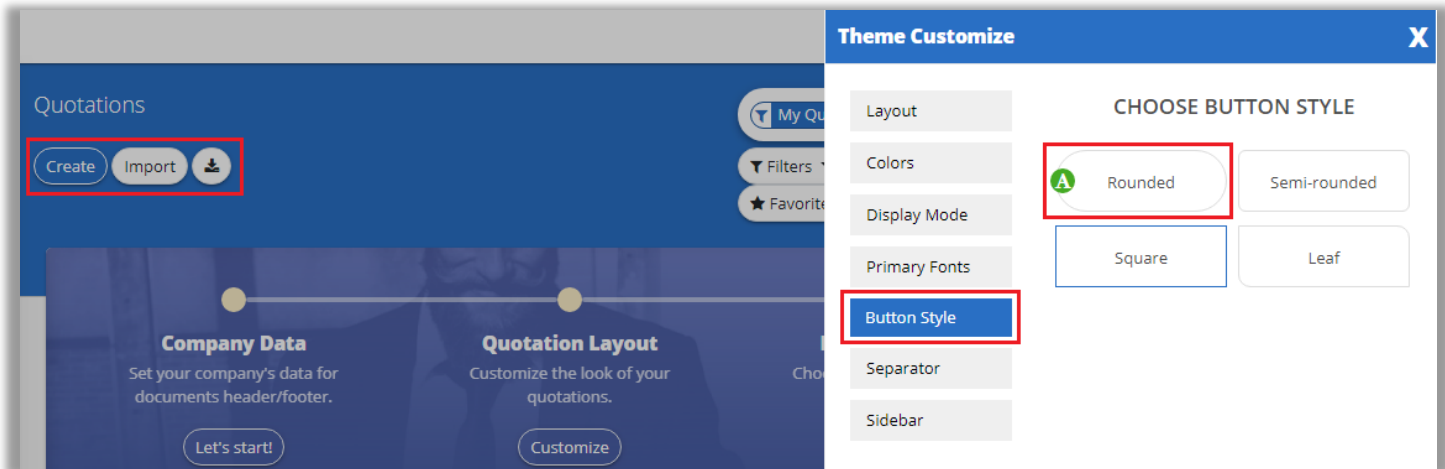 Theme Customize
X
Quotations
Create
Import
My Qu
Filters
Favorite
Company Data
Set your company's data for
documents header/footer.
Let's start!
Quotation Layout
Customize the look of your
quotations.
Customize
Cho
Layout
Colors
Display Mode
Primary Fonts
Button Style
Separator
Sidebar
CHOOSE BUTTON STYLE
A
Rounded
Semi-rounded
Square
Leaf